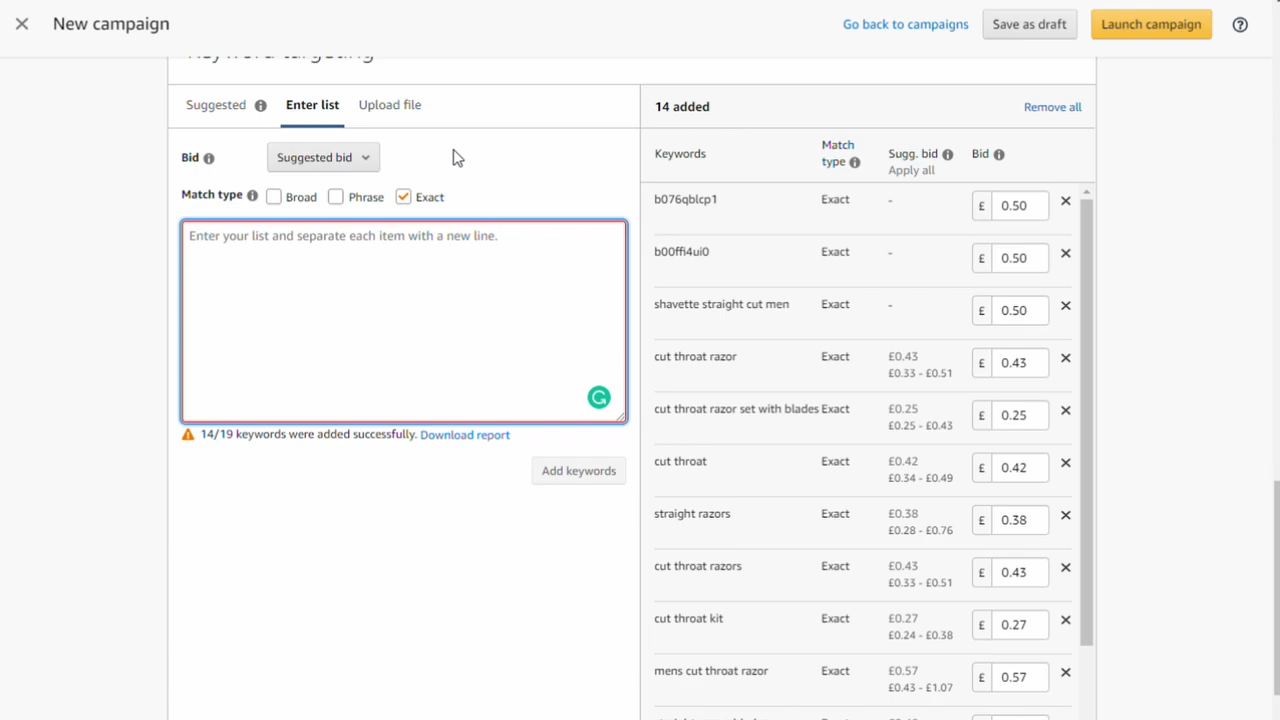 New campaign
Go back to campaigns
Save as draft
Launch campaign
Keyword targeting
Suggested
Enter list
Upload file
Bid
Suggested bid
Match type
Broad
Phrase
Exact
Enter your list and separate each item with a new line.
14/19 keywords were added successfully. Download report
Add keywords
14 added
Remove all
Keywords
Match type
Sugg. bid
Apply all
Bid
b076qblcp1 Exact - £ 0.50
b00ffi4ui0 Exact - £ 0.50
shavette straight cut men Exact - £ 0.50
cut throat razor Exact £0.43 £ 0.43
£0.33 - £0.51
cut throat razor set with blades Exact £0.25 £ 0.25
£0.25 - £0.43
cut throat Exact £0.42 £ 0.42
£0.34 - £0.49
straight razors Exact £0.38 £ 0.38
£0.28 - £0.76
cut throat razors Exact £0.43 £ 0.43
£0.33 - £0.51
cut throat kit Exact £0.27 £ 0.27
£0.24 - £0.38
mens cut throat razor Exact £0.57 £ 0.57
£0.43 - £1.07